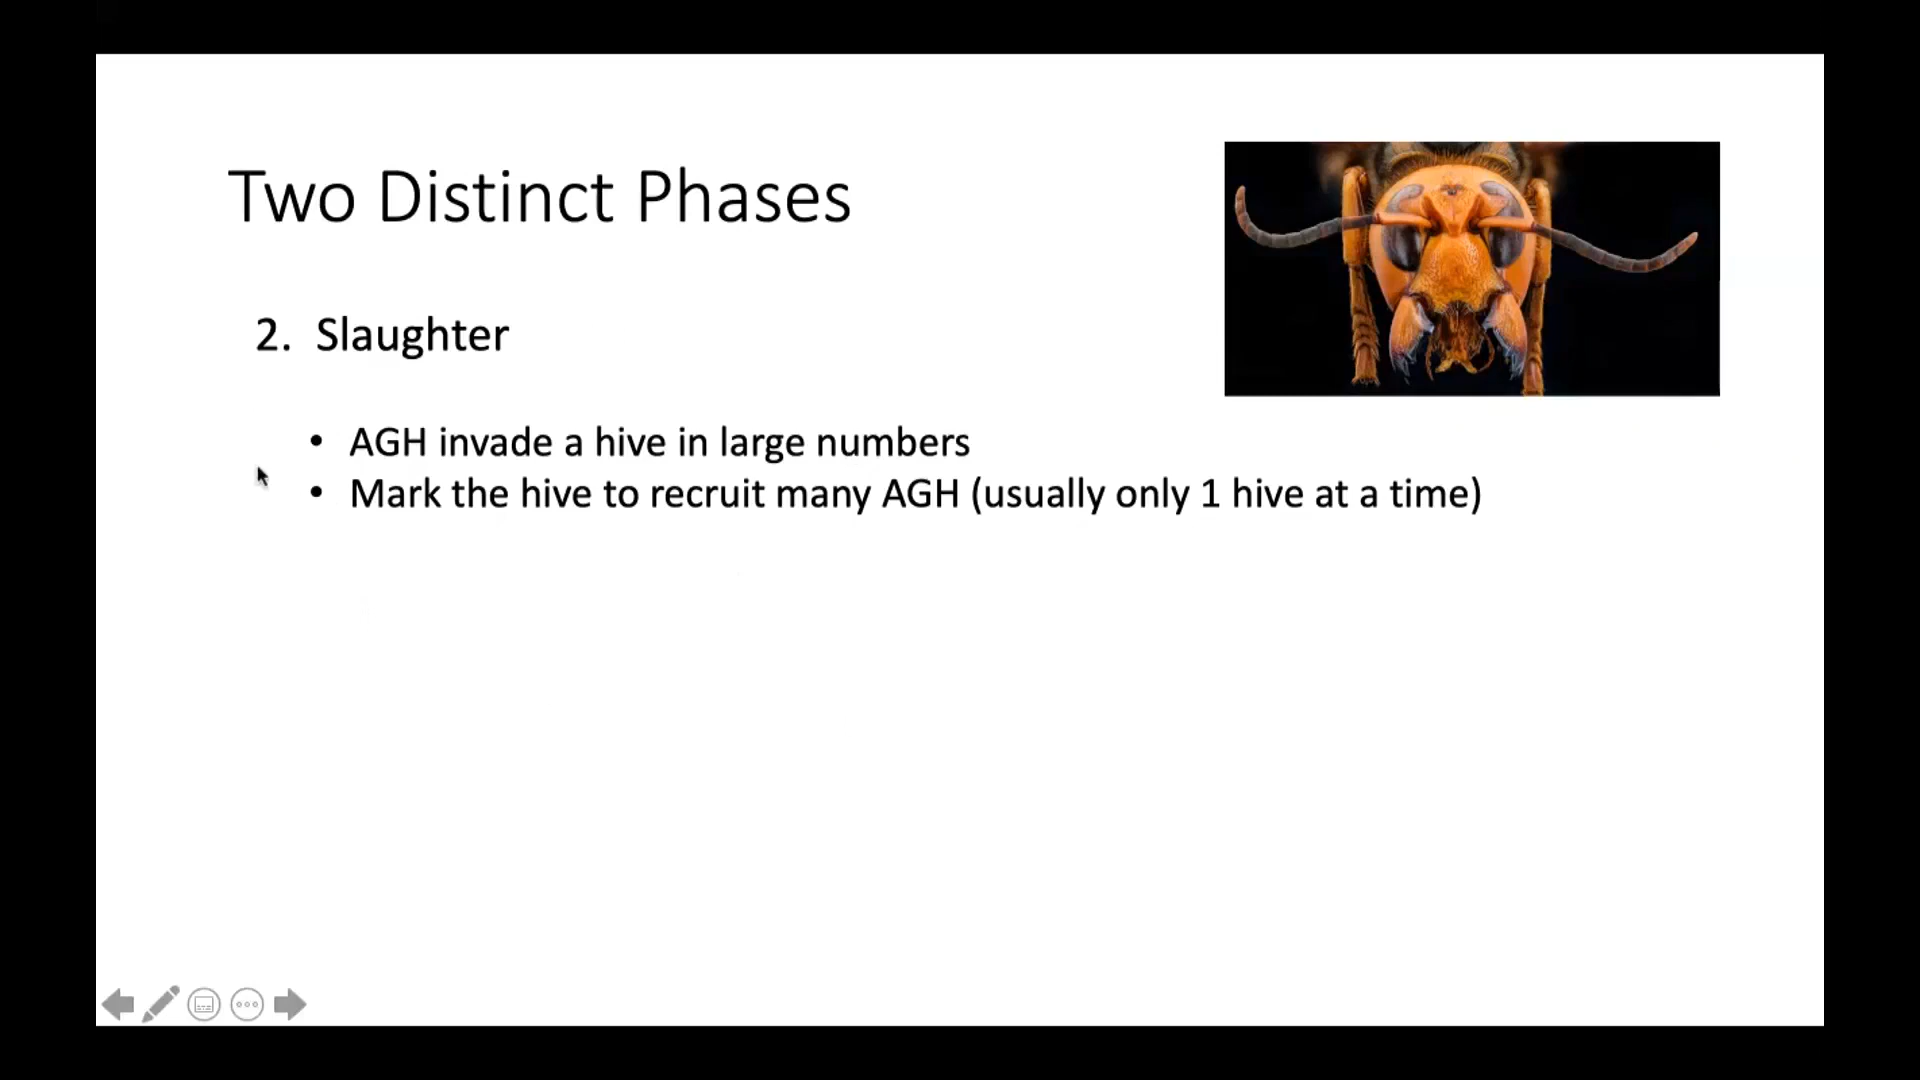 Two Distinct Phases
2. Slaughter
• AGH invade a hive in large numbers
• Mark the hive to recruit many AGH (usually only 1 hive at a time)